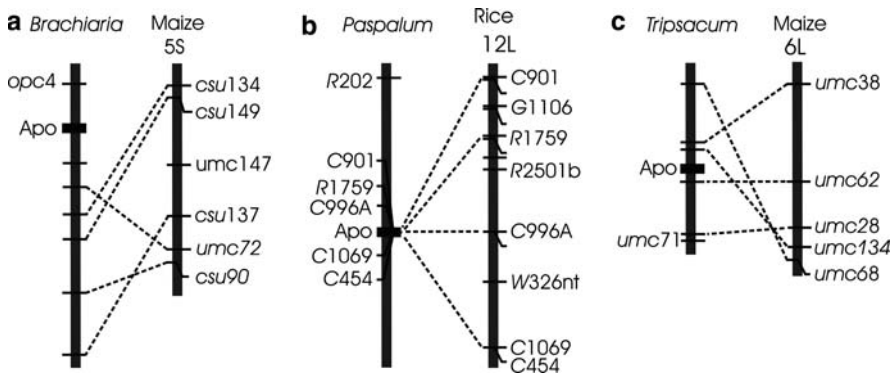 a Brachiaria
Maize
5S
opc4
Apo
csu134
csu149
umc147
csu137
umc72
csu90
b Paspalum
Rice
12L
R202
C901
R1759
C996A
Apo
C1069
C454
C901
G1106
R1759
R2501b
C996A
W326nt
C1069
C454
c Tripsacum
Maize
6L
Apo
umc71
umc38
umc62
umc28
umc134
umc68